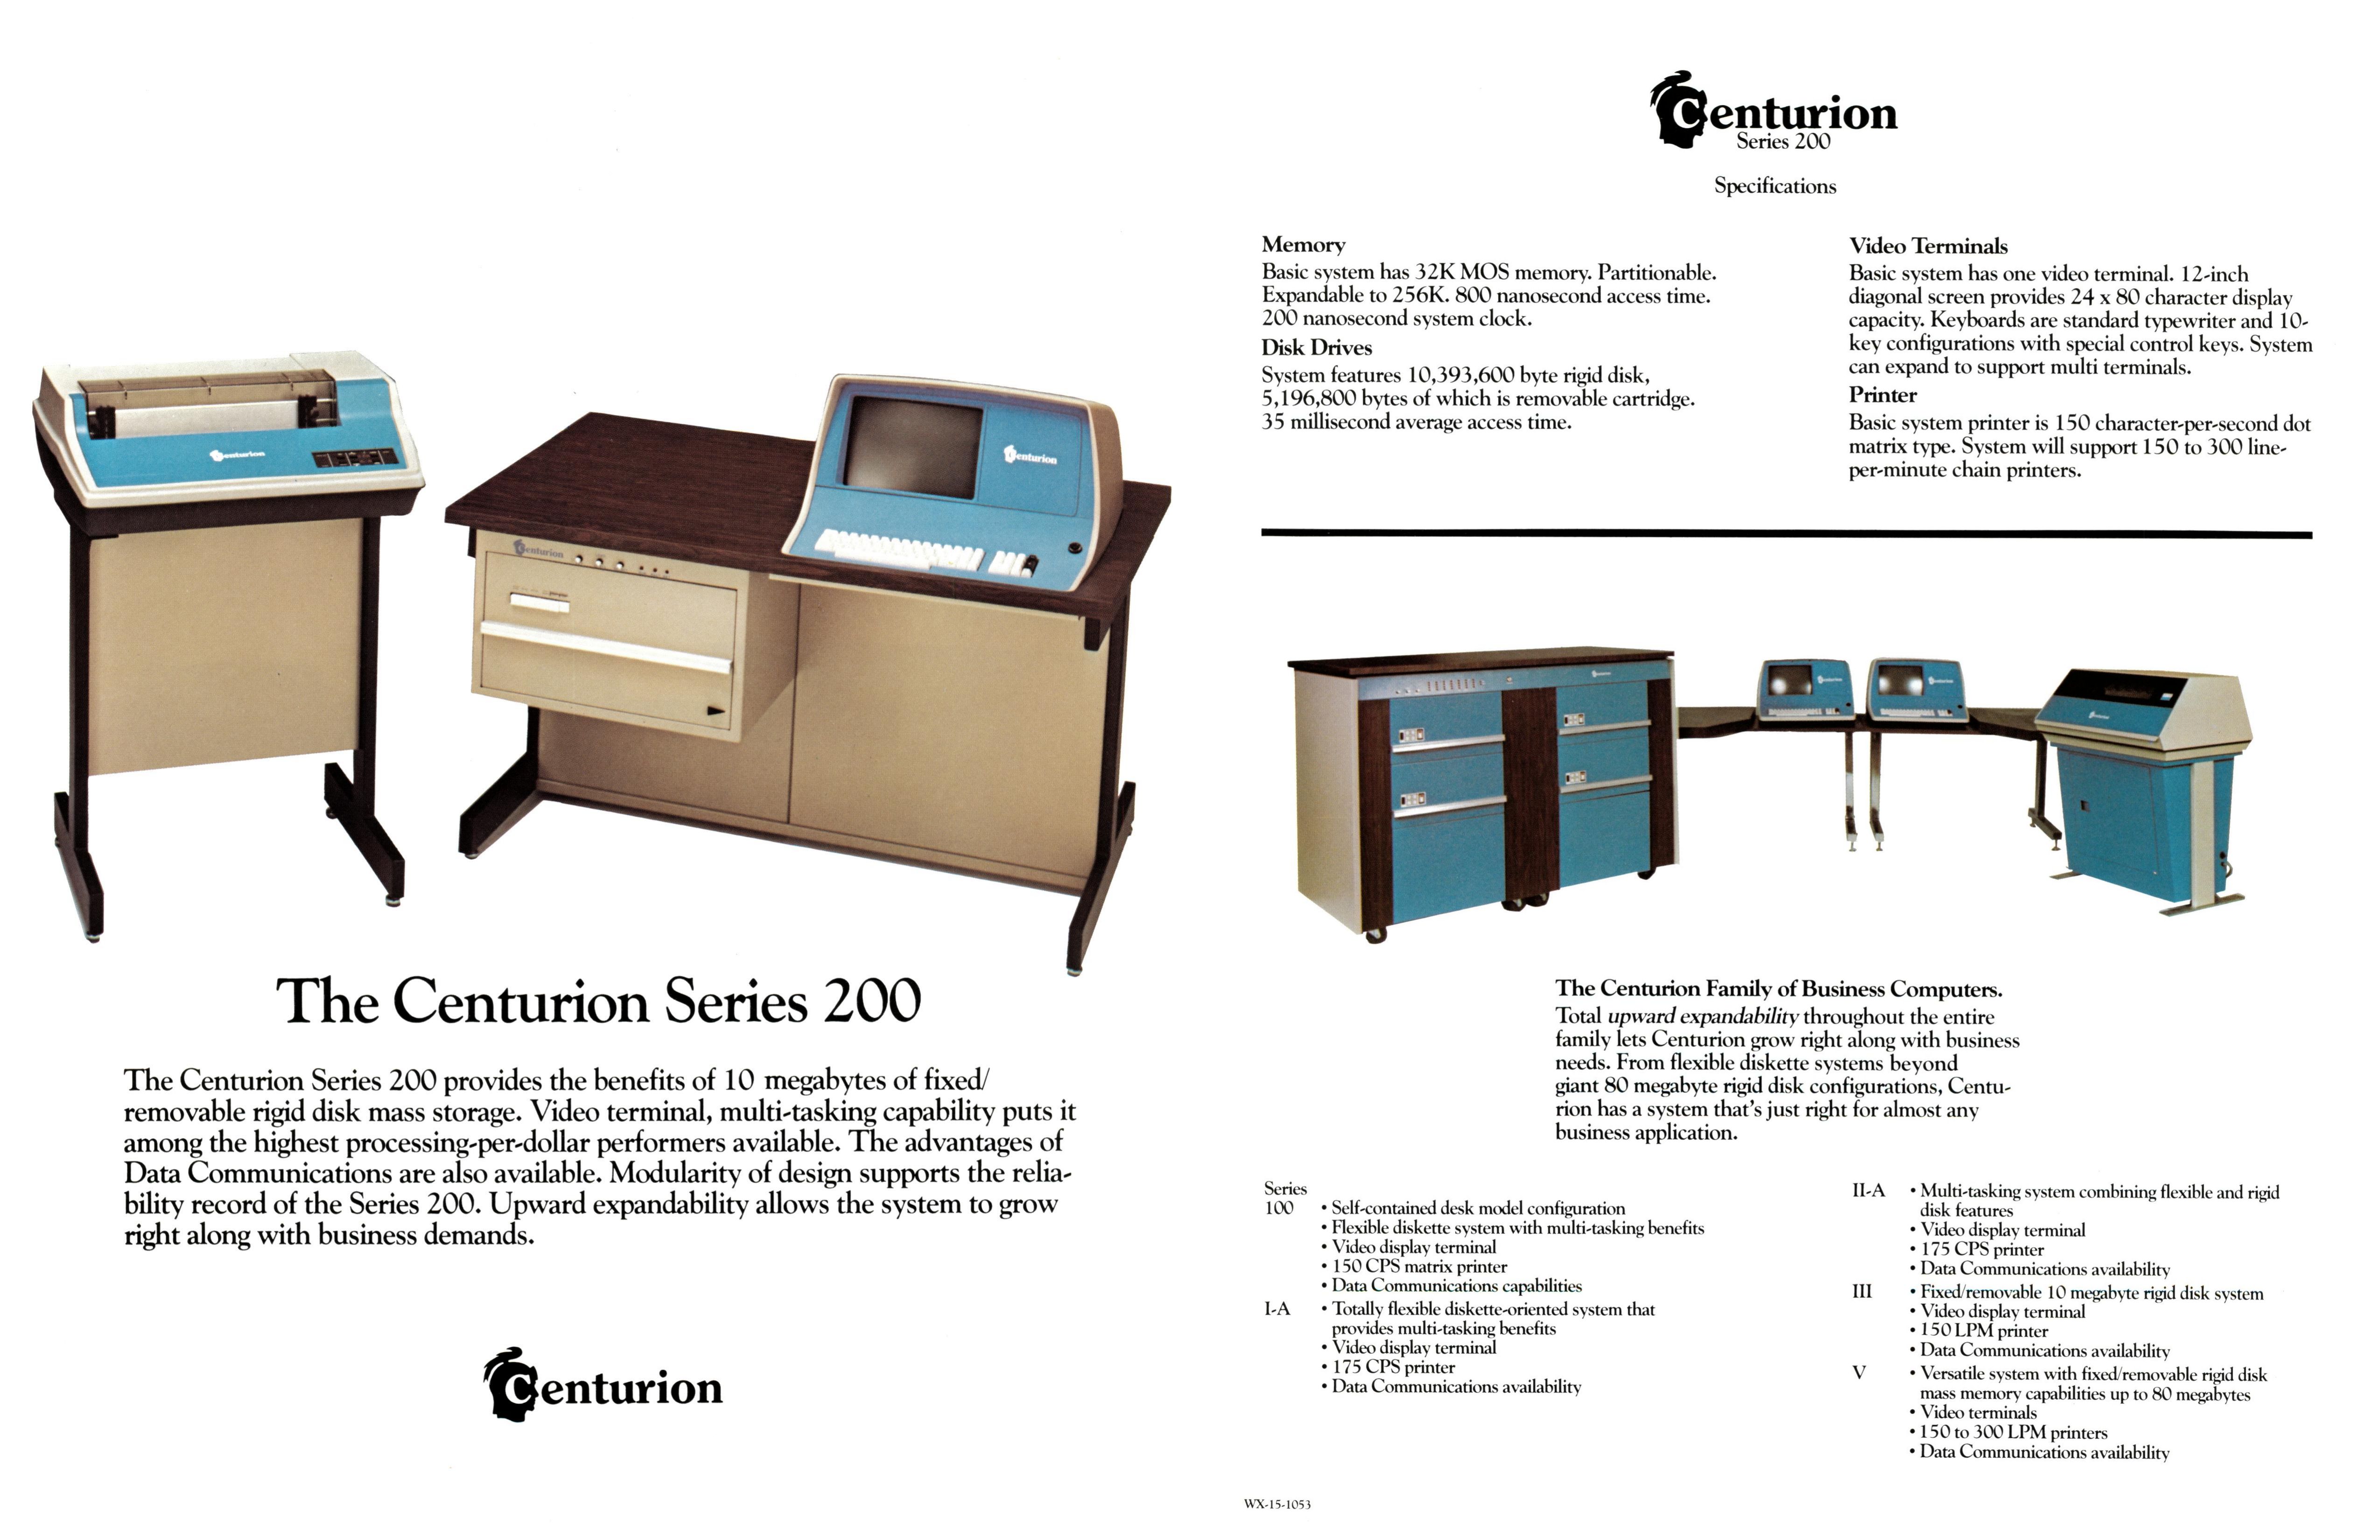 Centurion
Centurion
Centurion
The Centurion Series 200
The Centurion Series 200 provides the benefits of 10 megabytes of fixed/
removable rigid disk mass storage. Video terminal, multi-tasking capability puts it
among the highest processing-per-dollar performers available. The advantages of
Data Communications are also available. Modularity of design supports the relia-
bility record of the Series 200. Upward expandability allows the system to grow
right along with business demands.
Centurion
Centurion
Series 200
Specifications
Memory
Basic system has 32K MOS memory. Partitionable.
Expandable to 256K. 800 nanosecond access time.
200 nanosecond system clock.
Disk Drives
System features 10,393,600 byte rigid disk,
5,196,800 bytes of which is removable cartridge.
35 millisecond average access time.
Video Terminals
Basic system has one video terminal. 12-inch
diagonal screen provides 24 x 80 character display
capacity. Keyboards are standard typewriter and 10-
key configurations with special control keys. System
can expand to support multi terminals.
Printer
Basic system printer is 150 character-per-second dot
matrix type. System will support 150 to 300 line-
per-minute chain printers.
The Centurion Family of Business Computers.
Total upward expandability throughout the entire
family lets Centurion grow right along with business
needs. From flexible diskette systems beyond
giant 80 megabyte rigid disk configurations, Centu-
rion has a system that's just right for almost any
business application.
Series
100 • Self-contained desk model configuration
• Flexible diskette system with multi-tasking benefits
• Video display terminal
• 150 CPS matrix printer
• Data Communications capabilities
I-A • Totally flexible diskette-oriented system that
provides multi-tasking benefits
• Video display terminal
• 175 CPS printer
• Data Communications availability
II-A • Multi-tasking system combining flexible and rigid
disk features
• Video display terminal
• 175 CPS printer
• Data Communications availability
III • Fixed/removable 10 megabyte rigid disk system
• Video display terminal
• 150 LPM printer
• Data Communications availability
V • Versatile system with fixed/removable rigid disk
mass memory capabilities up to 80 megabytes
• Video terminals
• 150 to 300 LPM printers
• Data Communications availability
WX-15-1053